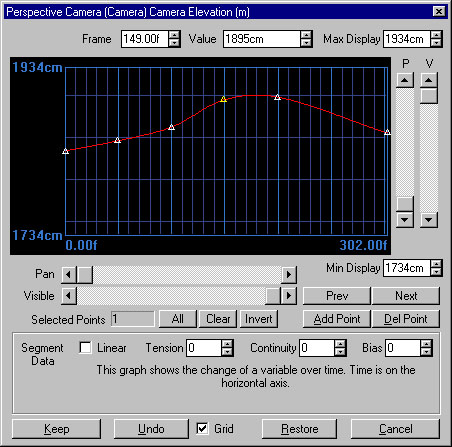 Perspective Camera (Camera) Camera Elevation (m)
Frame 149.00f Value 1895cm Max Display 1934cm
1934cm P V
1734cm
0.00f 302.00f
Pan Min Display 1734cm
Visible Prev Next
Selected Points 1 All Clear Invert Add Point Del Point
Segment Data Linear Tension 0 Continuity 0 Bias 0
This graph shows the change of a variable over time. Time is on the
horizontal axis.
Keep Undo Grid Restore Cancel